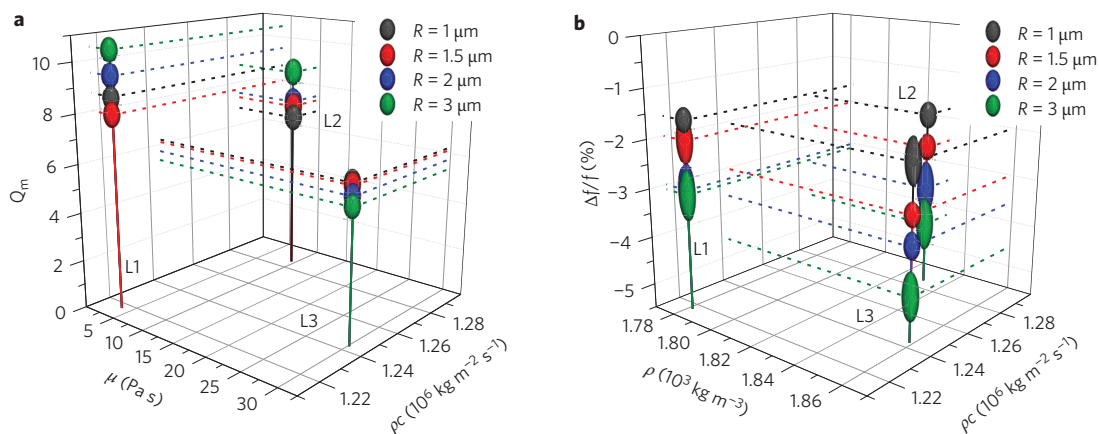 a
R = 1 μm
R = 1.5 μm
R = 2 μm
R = 3 μm
10
8
6
4
2
0
Qm
L1
L2
L3
5
10
15
20
25
30
μ (Pa s)
1.22
1.24
1.26
1.28
ρc (10⁶ kg m⁻² s⁻¹)
b
R = 1 μm
R = 1.5 μm
R = 2 μm
R = 3 μm
0
−1
−2
−3
−4
−5
Δf/f (%)
L1
L2
L3
1.78
1.80
1.82
1.84
1.86
ρ (10³ kg m⁻³)
1.22
1.24
1.26
1.28
ρc (10⁶ kg m⁻² s⁻¹)